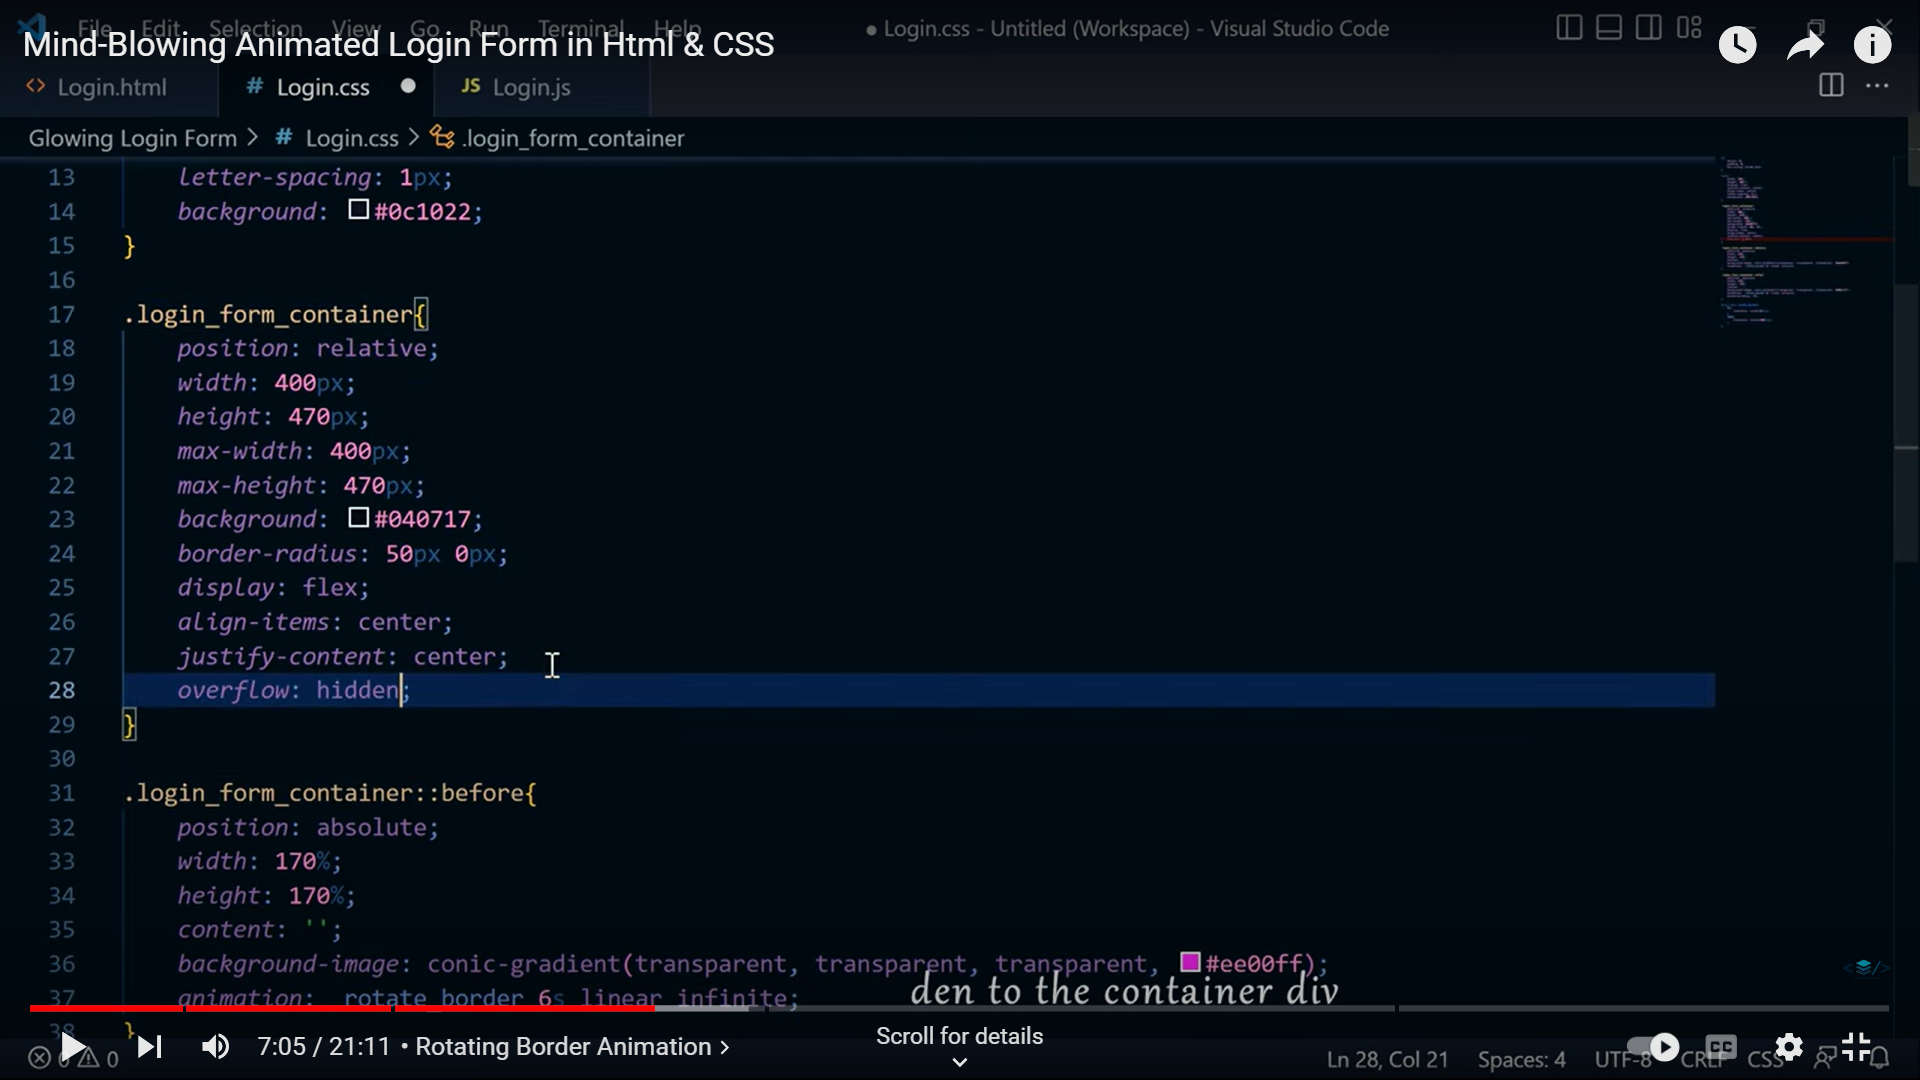 File Edit Selection View Go Run Terminal Help
● Login.css - Untitled (Workspace) - Visual Studio Code
Mind-Blowing Animated Login Form in Html & CSS
<> Login.html # Login.css ● JS Login.js
Glowing Login Form > # Login.css > .login_form_container
13 letter-spacing: 1px;
14 background: #0c1022;
15 }
16
17 .login_form_container{
18 position: relative;
19 width: 400px;
20 height: 470px;
21 max-width: 400px;
22 max-height: 470px;
23 background: #040717;
24 border-radius: 50px 0px;
25 display: flex;
26 align-items: center;
27 justify-content: center;
28 overflow: hidden;
29 }
30
31 .login_form_container::before{
32 position: absolute;
33 width: 170%;
34 height: 170%;
35 content: '';
36 background-image: conic-gradient(transparent, transparent, transparent, #ee00ff);
37 animation: rotate_border 6s linear infinite;
den to the container div
38 }
7:05 / 21:11 • Rotating Border Animation >
Scroll for details
0 0
Ln 28, Col 21 Spaces: 4 UTF-8 CRLF CSS
CC